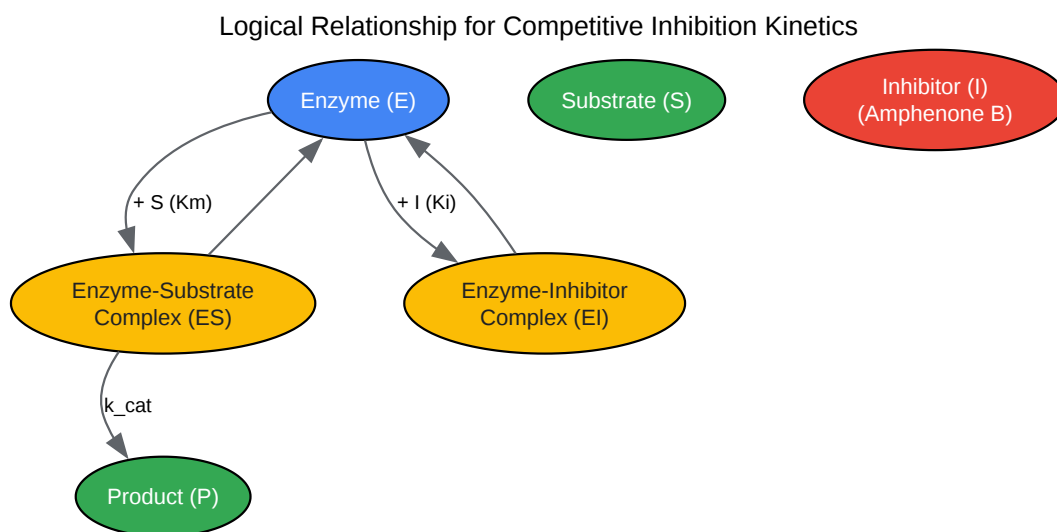 Logical Relationship for Competitive Inhibition Kinetics
Enzyme (E)
Substrate (S)
Inhibitor (I)
(Amphenone B)
+ S (Km)
+ I (Ki)
Enzyme-Substrate
Complex (ES)
Enzyme-Inhibitor
Complex (EI)
k_cat
Product (P)